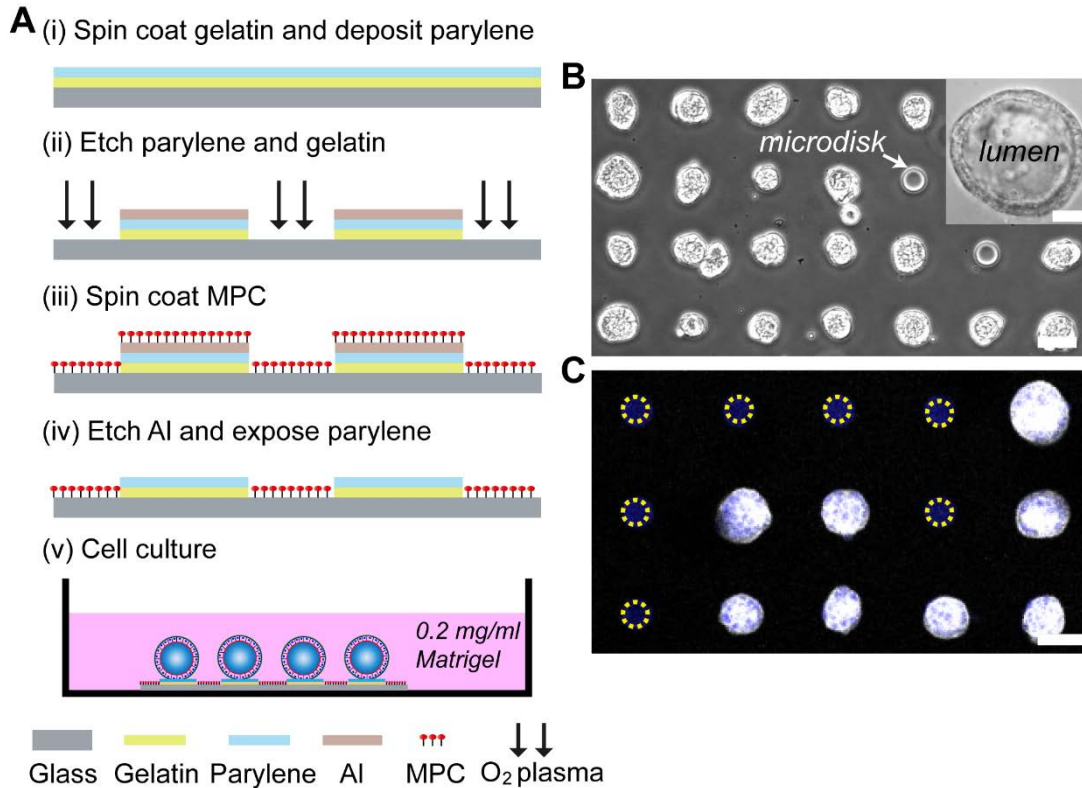 A
(i) Spin coat gelatin and deposit parylene
(ii) Etch parylene and gelatin
(iii) Spin coat MPC
(iv) Etch Al and expose parylene
(v) Cell culture
0.2 mg/ml
Matrigel
Glass Gelatin Parylene Al MPC O₂ plasma
B
microdisk
lumen
C